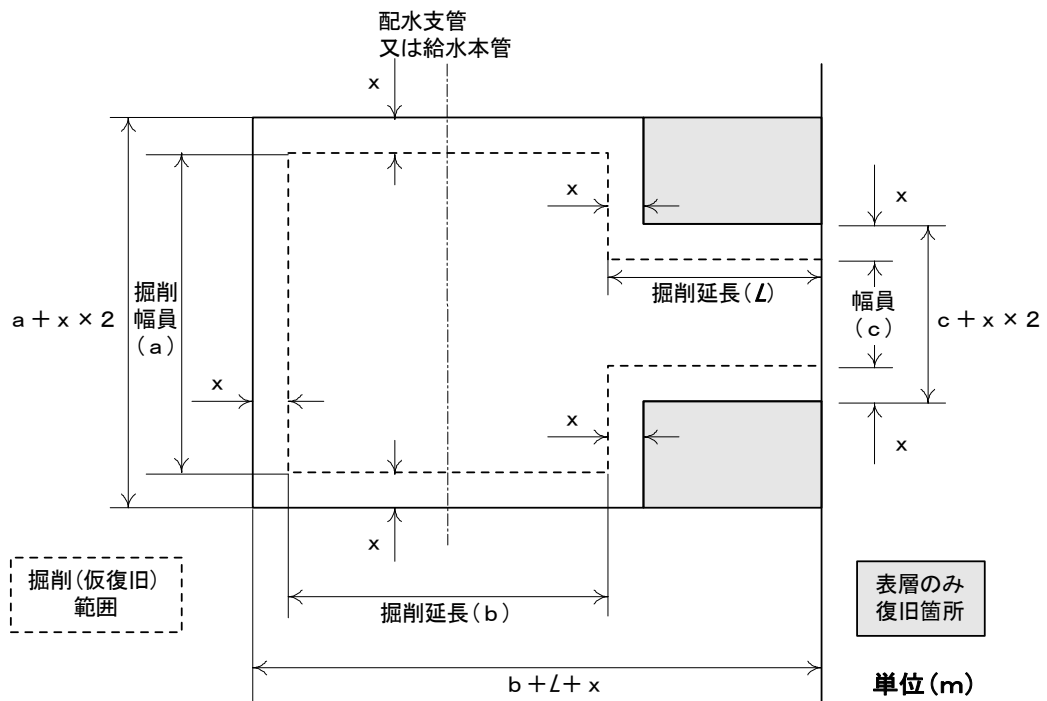 配水支管
又は給水本管
x
x
x
掘削延長(L)
幅員
(c)
c+x×2
掘削
幅員
(a)
a+x×2
x
x
x
x
掘削(仮復旧)
範囲
掘削延長(b)
表層のみ
復旧箇所
b+L+x
単位(m)